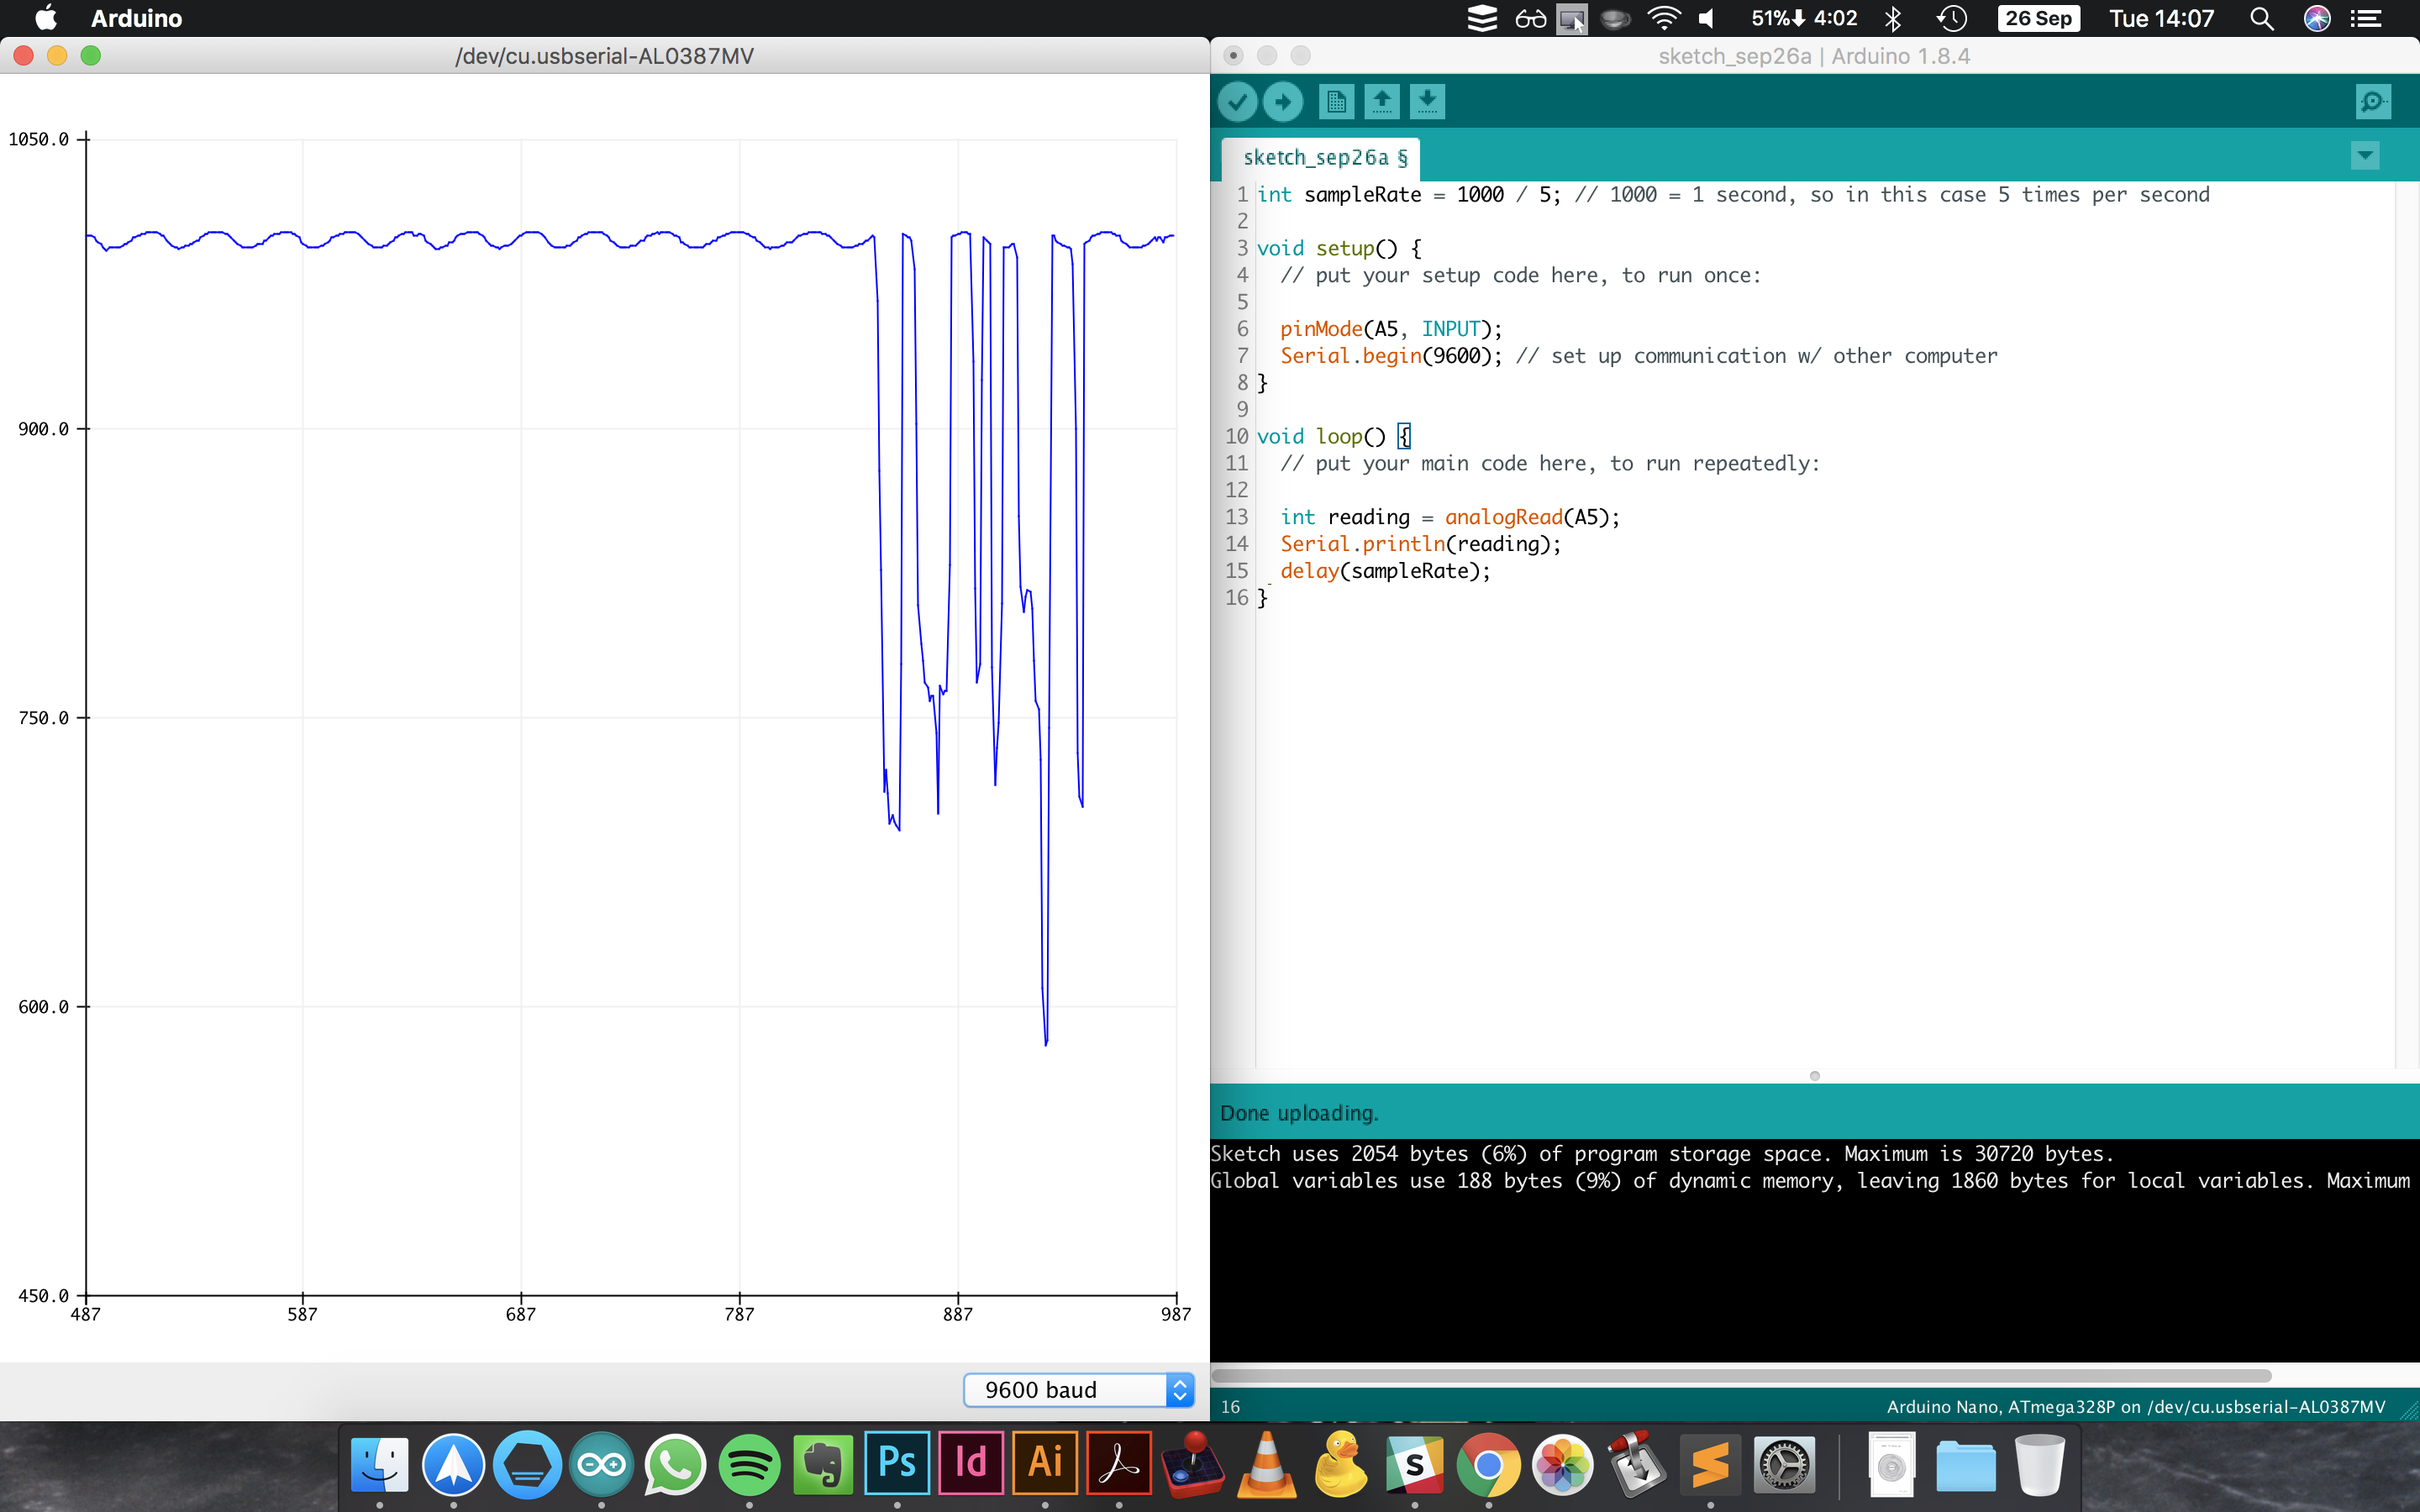 Arduino
51% 4:02
26 Sep
Tue 14:07
/dev/cu.usbserial-AL0387MV
1050.0
900.0
750.0
600.0
450.0
487 587 687 787 887 987
9600 baud
sketch_sep26a | Arduino 1.8.4
sketch_sep26a §
1 int sampleRate = 1000 / 5; // 1000 = 1 second, so in this case 5 times per second
2
3 void setup() {
4 // put your setup code here, to run once:
5
6 pinMode(A5, INPUT);
7 Serial.begin(9600); // set up communication w/ other computer
8 }
9
10 void loop() {
11 // put your main code here, to run repeatedly:
12
13 int reading = analogRead(A5);
14 Serial.println(reading);
15 delay(sampleRate);
16 }
Done uploading.
Sketch uses 2054 bytes (6%) of program storage space. Maximum is 30720 bytes.
Global variables use 188 bytes (9%) of dynamic memory, leaving 1860 bytes for local variables. Maximum
16
Arduino Nano, ATmega328P on /dev/cu.usbserial-AL0387MV
Ps
Id
Ai
S